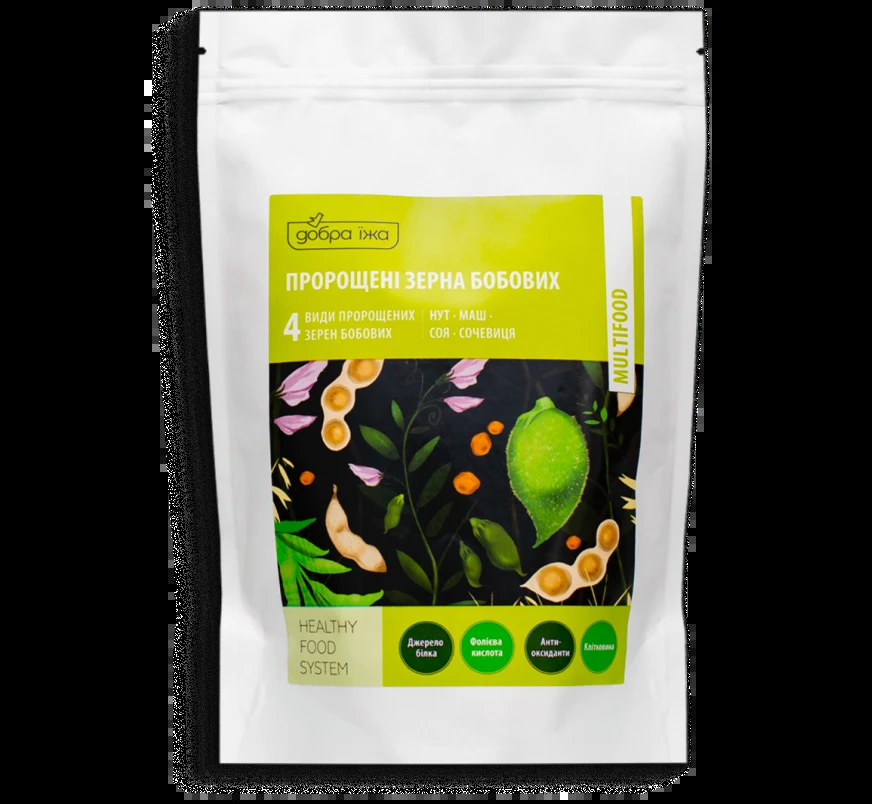 добра їжа
ПРОРОЩЕНІ ЗЕРНА БОБОВИХ
4 ВИДИ ПРОРОЩЕНИХ
ЗЕРЕН БОБОВИХ
НУТ · МАШ ·
СОЯ · СОЧЕВИЦЯ
MULTIFOOD
HEALTHY
FOOD
SYSTEM
Джерело
білка
Фолієва
кислота
Анти-
оксиданти
Клітковина